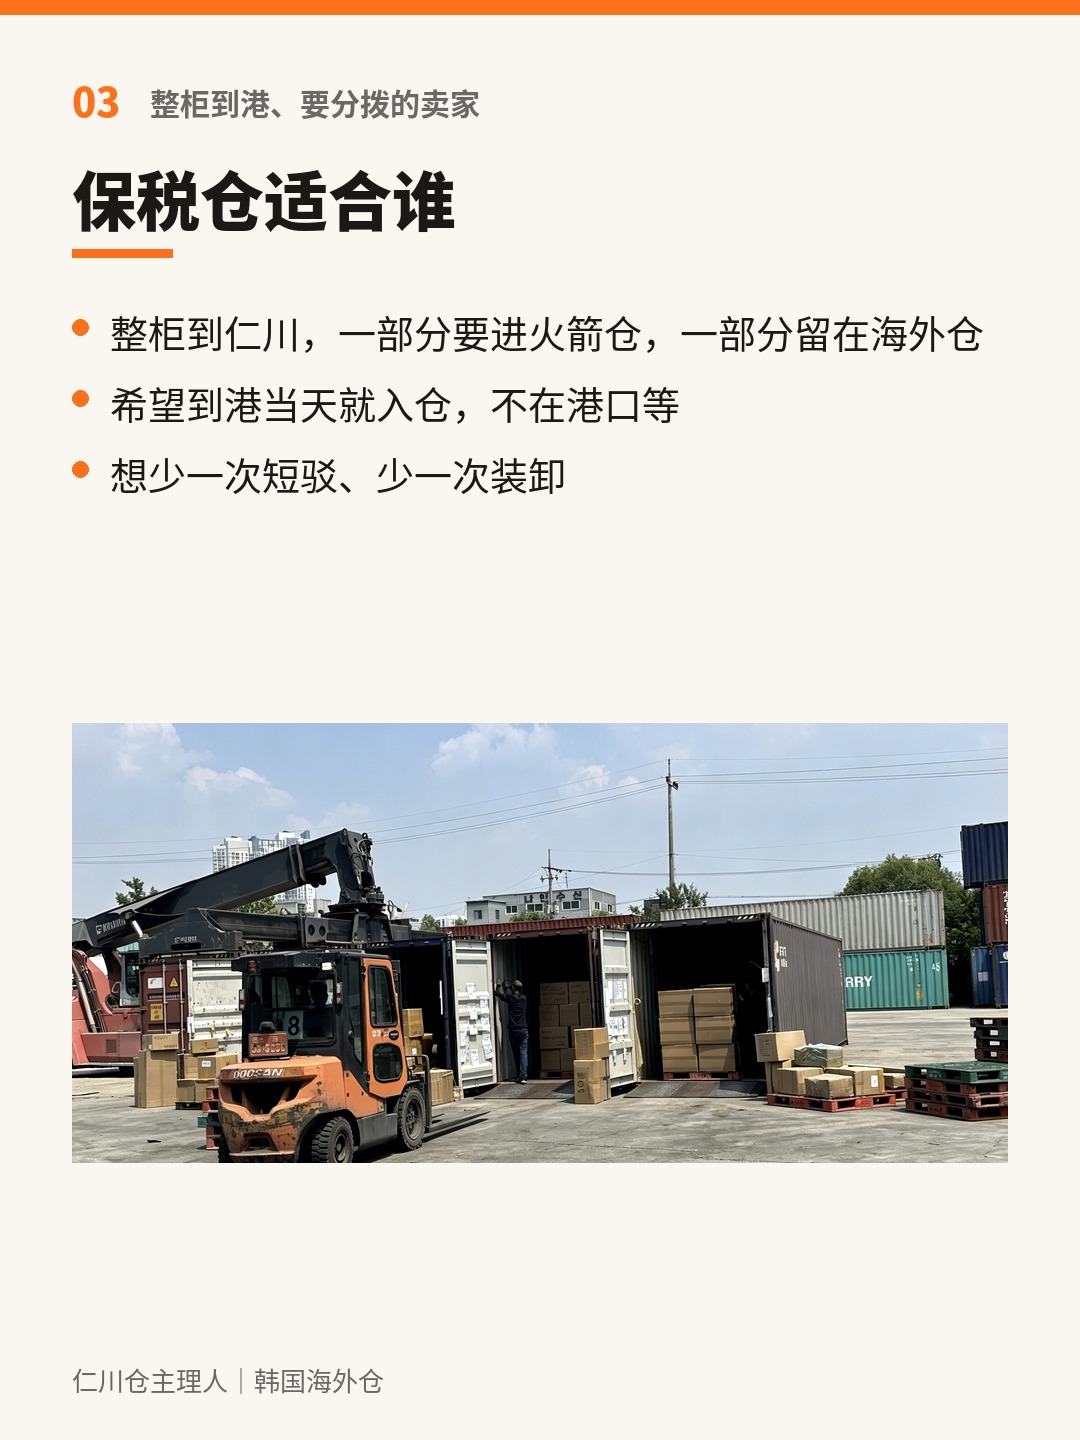 03 整柜到港、要分拨的卖家
保税仓适合谁
整柜到仁川，一部分要进火箭仓，一部分留在海外仓
希望到港当天就入仓，不在港口等
想少一次短驳、少一次装卸
8
DOOSAN
RRY
45
仁川仓主理人｜韩国海外仓